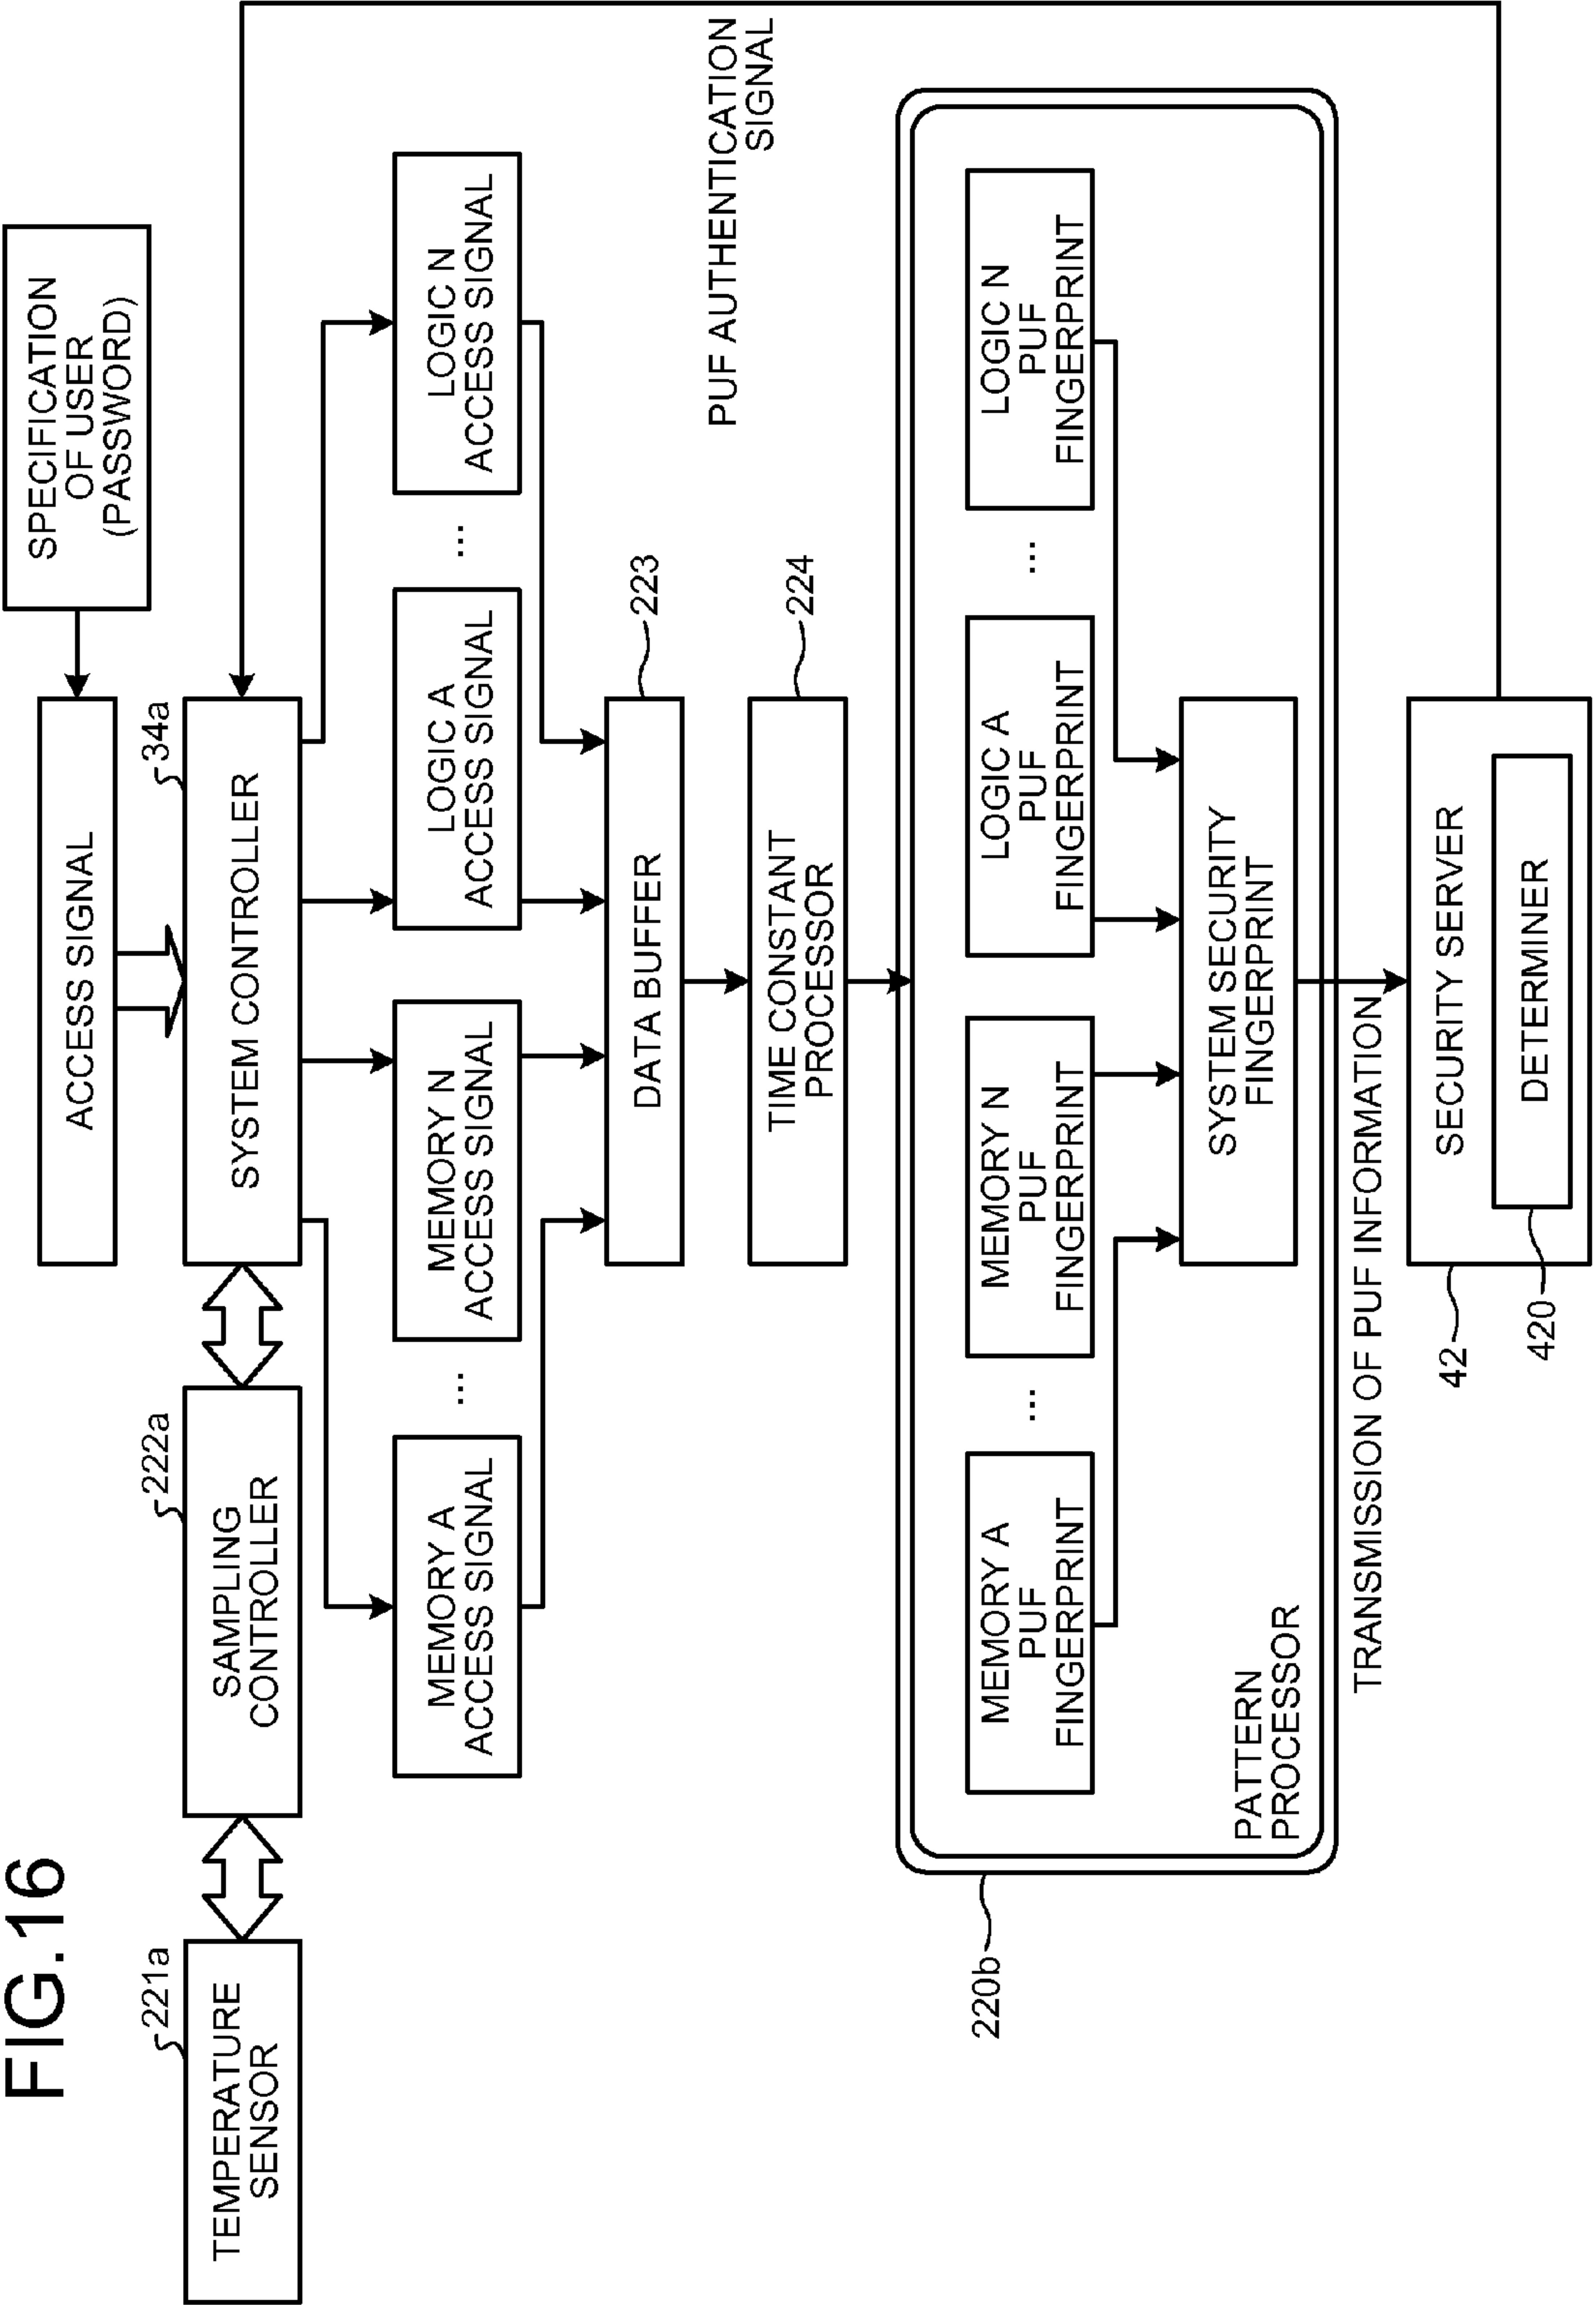 FIG.16
SPECIFICATION
OF USER
(PASSWORD)
ACCESS SIGNAL
221a
222a
34a
TEMPERATURE
SENSOR
SAMPLING
CONTROLLER
SYSTEM CONTROLLER
MEMORY A
ACCESS SIGNAL
...
MEMORY N
ACCESS SIGNAL
LOGIC A
ACCESS SIGNAL
...
LOGIC N
ACCESS SIGNAL
DATA BUFFER
223
PUF AUTHENTICATION
SIGNAL
TIME CONSTANT
PROCESSOR
224
220b
MEMORY A
PUF
FINGERPRINT
...
MEMORY N
PUF
FINGERPRINT
LOGIC A
PUF
FINGERPRINT
...
LOGIC N
PUF
FINGERPRINT
PATTERN
PROCESSOR
SYSTEM SECURITY
FINGERPRINT
TRANSMISSION OF PUF INFORMATION
42
SECURITY SERVER
420
DETERMINER